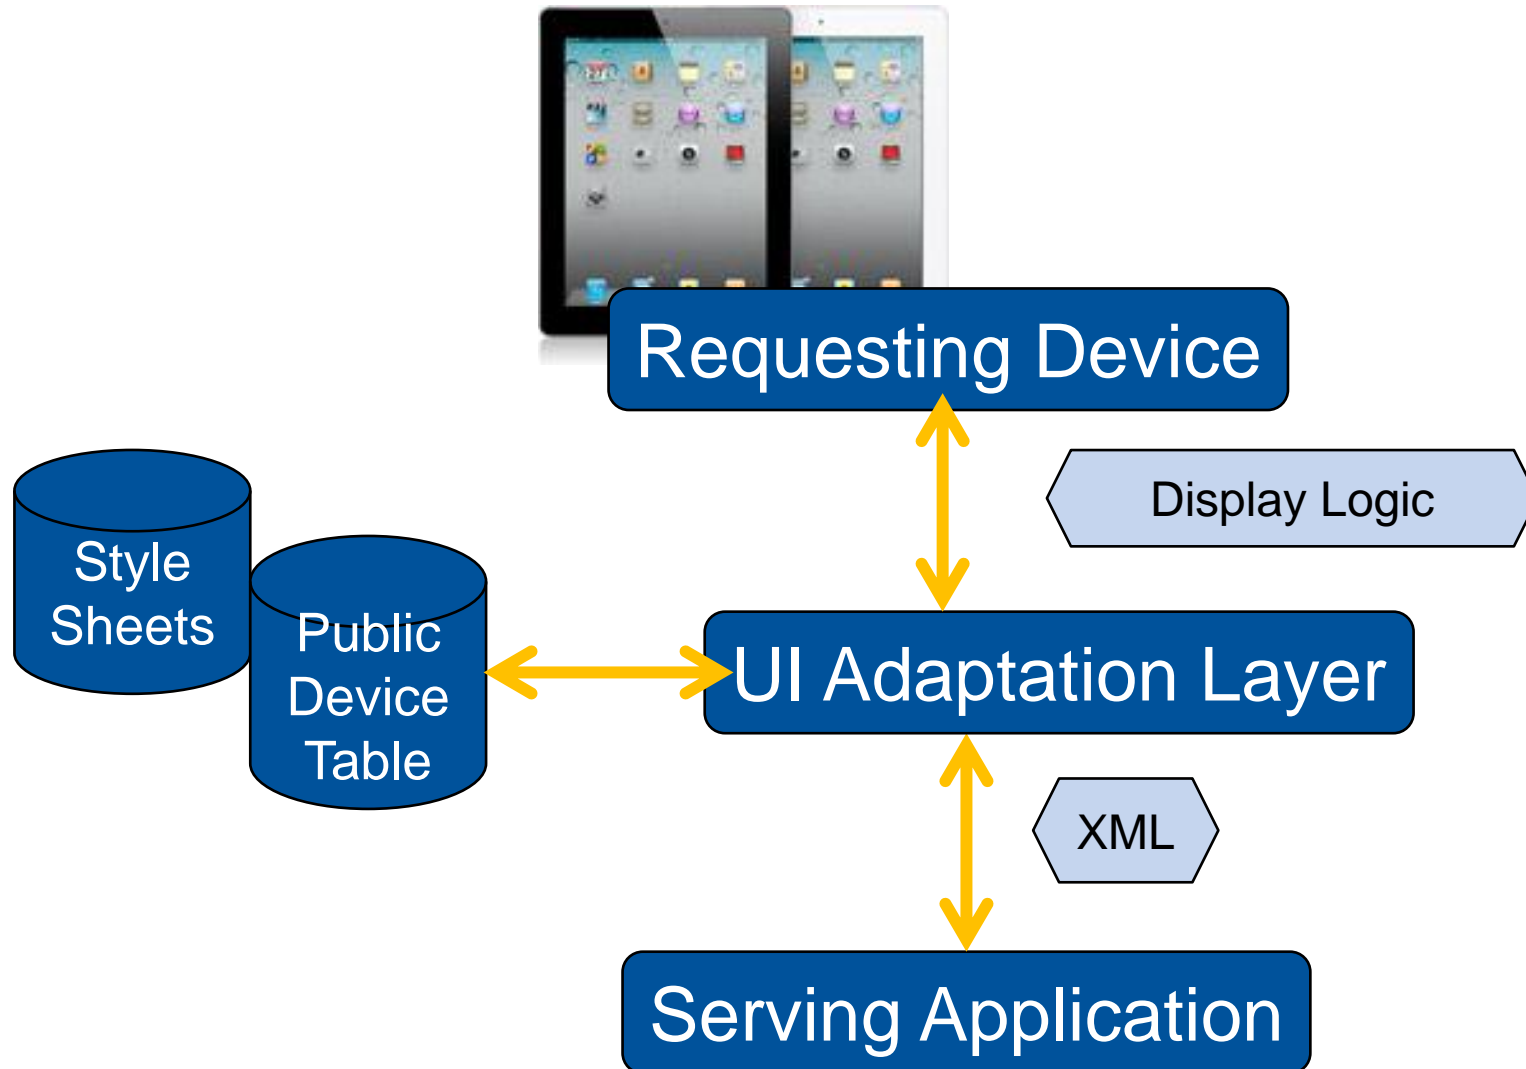 Requesting Device
Display Logic
Style
Sheets
Public
Device
Table
UI Adaptation Layer
XML
Serving Application